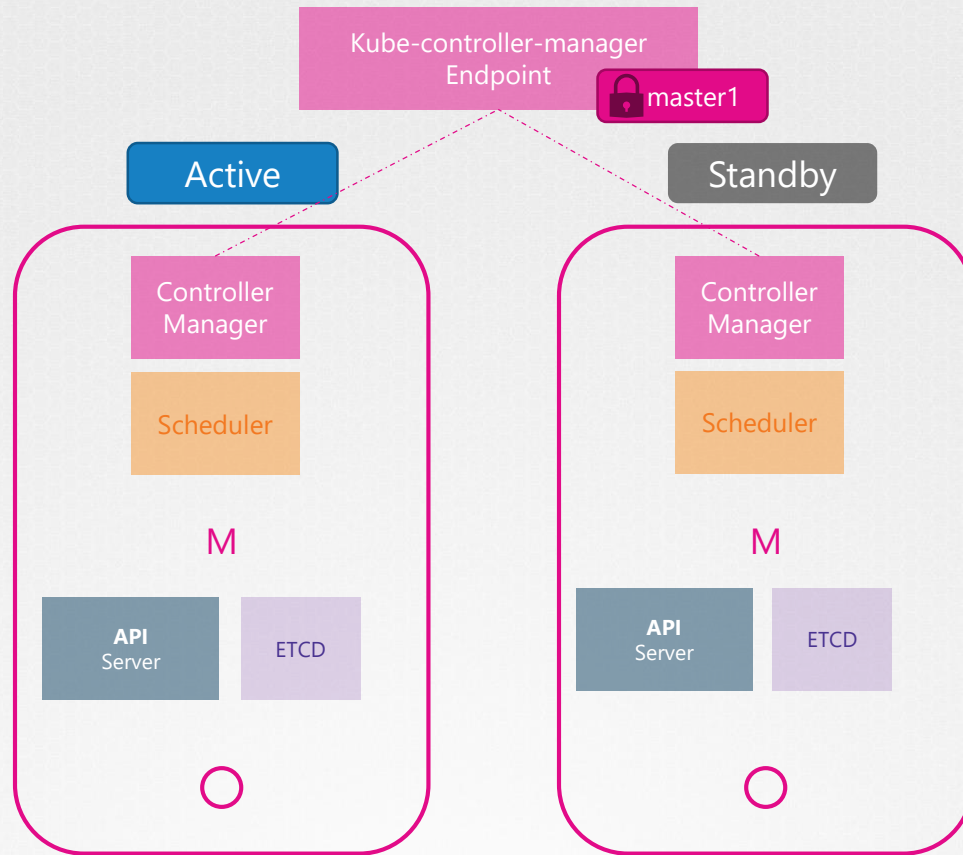 Kube-controller-manager
Endpoint
master1
Active
Standby
Controller
Manager
Scheduler
M
API
Server
ETCD
Controller
Manager
Scheduler
M
API
Server
ETCD